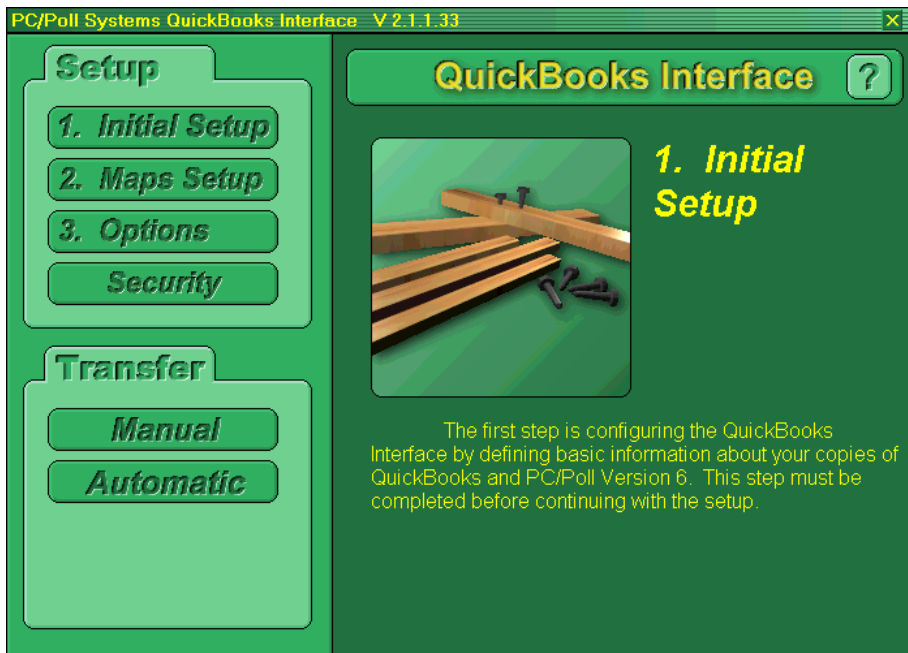 PC/Poll Systems QuickBooks Interface   V 2.1.1.33
Setup
1.  Initial Setup
2.  Maps Setup
3.  Options
Security
Transfer
Manual
Automatic
QuickBooks Interface
?
1.  Initial
Setup
The first step is configuring the QuickBooks
Interface by defining basic information about your copies of
QuickBooks and PC/Poll Version 6.  This step must be
completed before continuing with the setup.